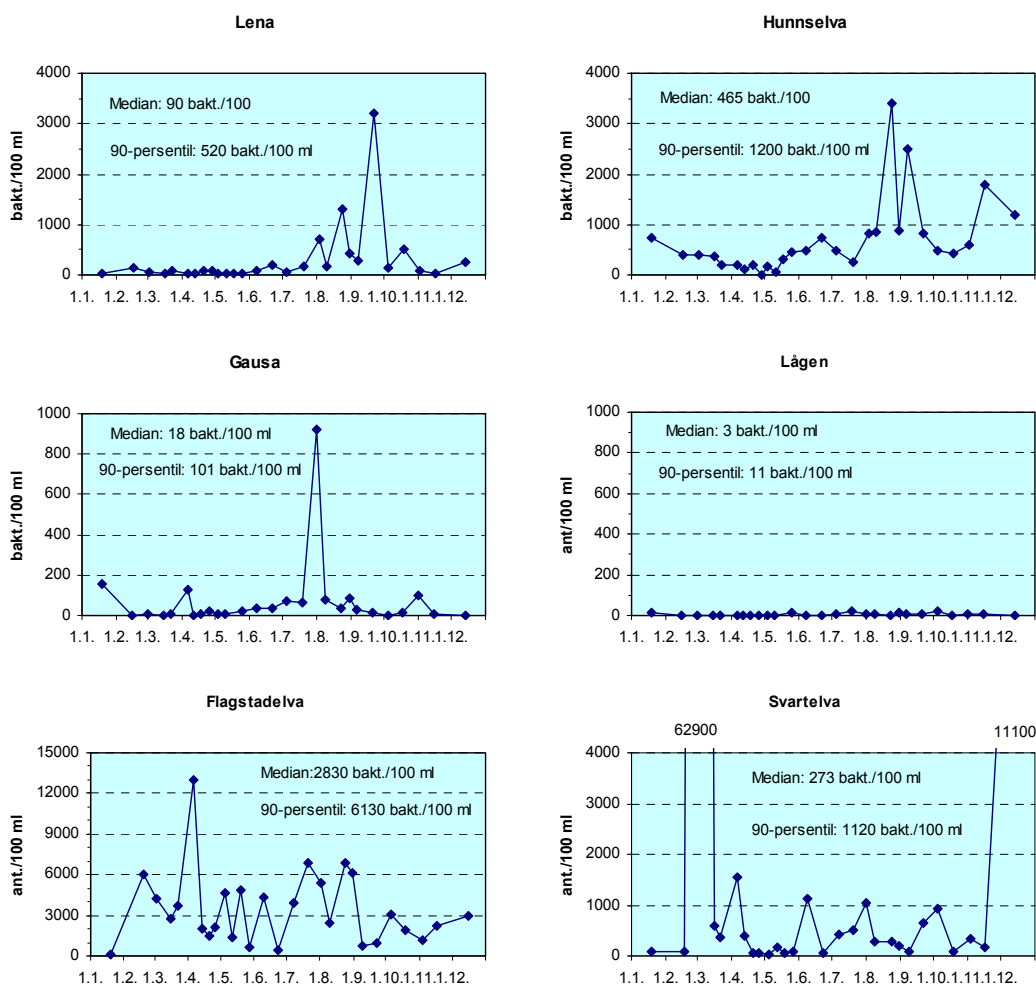 Lena
4000
3000
2000
1000
0
bakt./100 ml
Median: 90 bakt./100
90-persentil: 520 bakt./100 ml
1.1. 1.2. 1.3. 1.4. 1.5. 1.6. 1.7. 1.8. 1.9. 1.10. 1.11. 1.12.
Hunnselva
4000
3000
2000
1000
0
bakt./100 ml
Median: 465 bakt./100
90-persentil: 1200 bakt./100 ml
1.1. 1.2. 1.3. 1.4. 1.5. 1.6. 1.7. 1.8. 1.9. 1.10. 1.11. 1.12.
Gausa
1000
800
600
400
200
0
bakt./100 ml
Median: 18 bakt./100 ml
90-persentil: 101 bakt./100 ml
1.1. 1.2. 1.3. 1.4. 1.5. 1.6. 1.7. 1.8. 1.9. 1.10. 1.11. 1.12.
Lågen
1000
800
600
400
200
0
ant/100 ml
Median: 3 bakt./100 ml
90-persentil: 11 bakt./100 ml
1.1. 1.2. 1.3. 1.4. 1.5. 1.6. 1.7. 1.8. 1.9. 1.10. 1.11. 1.12.
Flagstadelva
15000
12000
9000
6000
3000
0
ant./100 ml
Median:2830 bakt./100 ml
90-persentil: 6130 bakt./100 ml
1.1. 1.2. 1.3. 1.4. 1.5. 1.6. 1.7. 1.8. 1.9. 1.10. 1.11. 1.12.
Svartelva
62900
11100
4000
3000
2000
1000
0
ant./100 ml
Median: 273 bakt./100 ml
90-persentil: 1120 bakt./100 ml
1.1. 1.2. 1.3. 1.4. 1.5. 1.6. 1.7. 1.8. 1.9. 1.10. 1.11. 1.12.